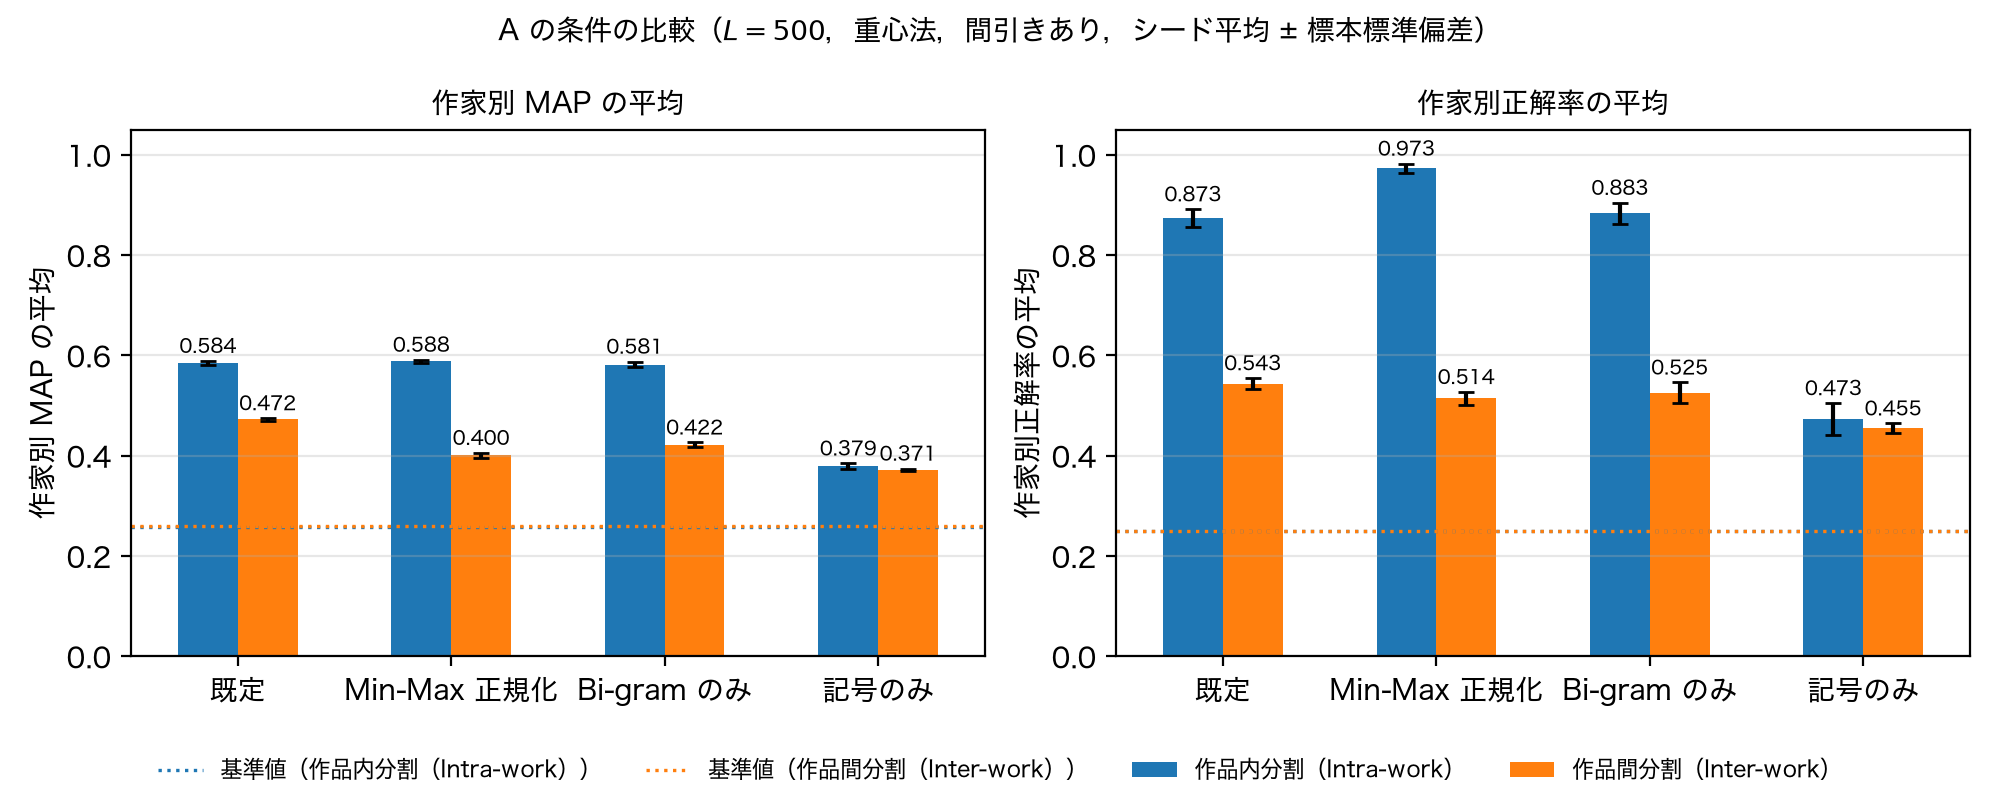 A の条件の比較（L = 500，重心法，間引きあり，シード平均 ± 標本標準偏差）
作家別 MAP の平均
作家別 MAP の平均
1.0
0.8
0.6
0.4
0.2
0.0
0.584
0.472
0.588
0.400
0.581
0.422
0.379
0.371
既定
Min-Max 正規化
Bi-gram のみ
記号のみ
作家別正解率の平均
作家別正解率の平均
1.0
0.8
0.6
0.4
0.2
0.0
0.873
0.543
0.973
0.514
0.883
0.525
0.473
0.455
既定
Min-Max 正規化
Bi-gram のみ
記号のみ
基準値（作品内分割（Intra-work））
基準値（作品間分割（Inter-work））
作品内分割（Intra-work）
作品間分割（Inter-work）